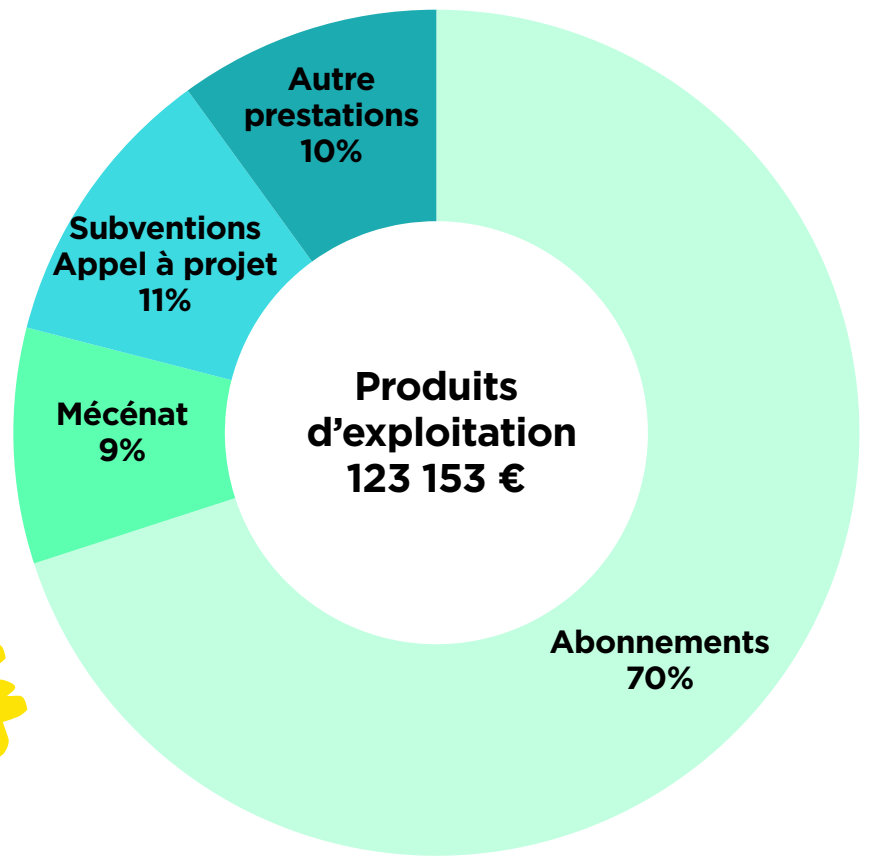 Autre
prestations
10%
Subventions
Appel à projet
11%
Mécénat
9%
Produits
d’exploitation
123 153 €
Abonnements
70%